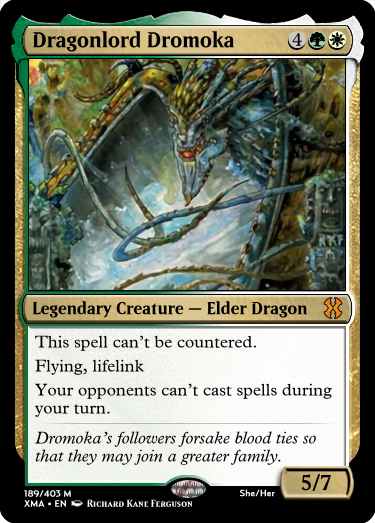 Dragonlord Dromoka 4
This spell can't be countered.
Flying, lifelink
Your opponents can't cast spells during
your turn.
Dromoka's followers forsake blood ties so
that they may join a greater family.
Legendary Creature — Elder Dragon
RKF
5/7
189/403 M
She/Her
XMA • EN Richard Kane Ferguson